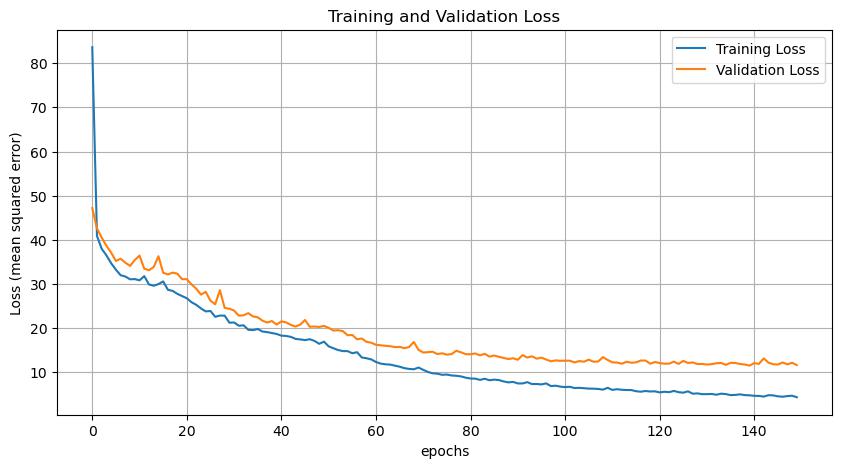 Training and Validation Loss
Training Loss
Validation Loss
Loss (mean squared error)
80
70
60
50
40
30
20
10
0 20 40 60 80 100 120 140
epochs